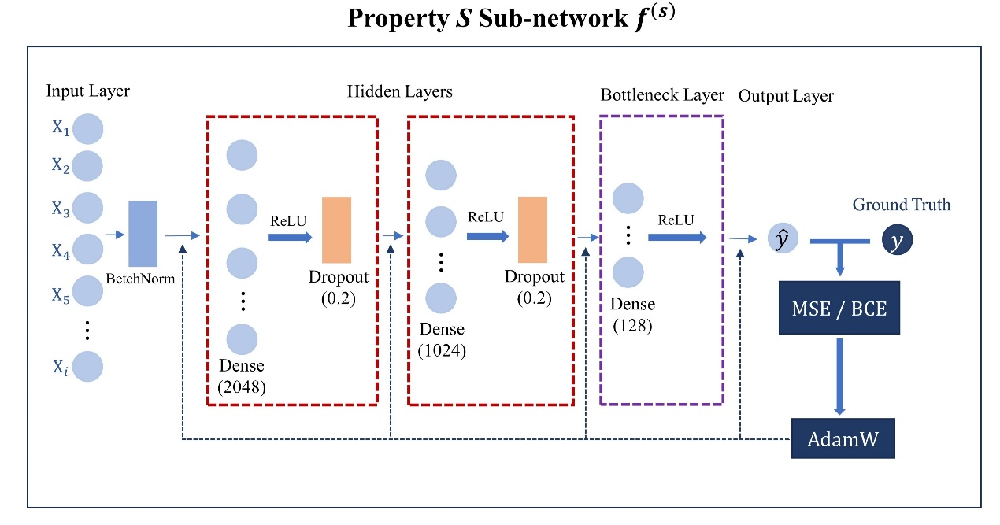 Property S Sub-network f^(s)
Input Layer
Hidden Layers
Bottleneck Layer
Output Layer
X₁
X₂
X₃
X₄
X₅
⋮
Xᵢ
BetchNorm
⋮
Dense
(2048)
ReLU
Dropout
(0.2)
⋮
Dense
(1024)
ReLU
Dropout
(0.2)
⋮
Dense
(128)
ReLU
ŷ
Ground Truth
y
MSE / BCE
AdamW